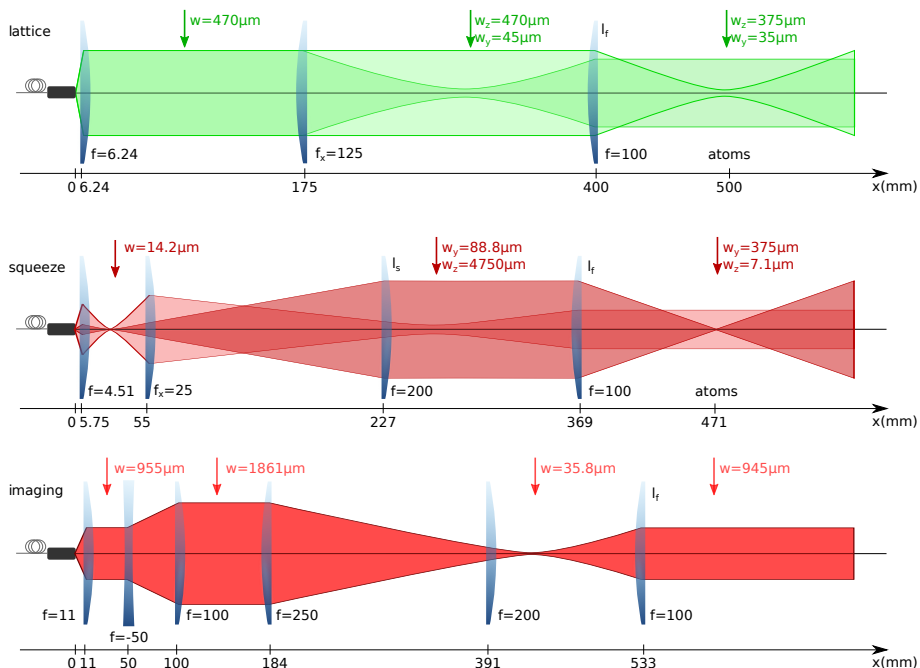 lattice
w=470μm
w_z=470μm
w_y=45μm
l_f
w_z=375μm
w_y=35μm
f=6.24
f_x=125
f=100
atoms
0 6.24 175 400 500 x(mm)
squeeze
w=14.2μm
l_s
w_y=88.8μm
w_z=4750μm
l_f
w_y=375μm
w_z=7.1μm
f=4.51
f_x=25
f=200
f=100
atoms
0 5.75 55 227 369 471 x(mm)
imaging
w=955μm
w=1861μm
w=35.8μm
l_f
w=945μm
f=11
f=-50
f=100
f=250
f=200
f=100
0 11 50 100 184 391 533 x(mm)